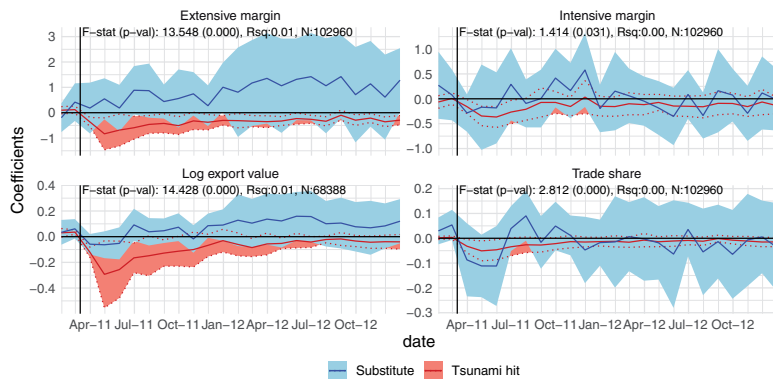 Extensive margin
Intensive margin
F-stat (p-val): 13.548 (0.000), Rsq:0.01, N:102960
F-stat (p-val): 1.414 (0.031), Rsq:0.00, N:102960
3
2
1
0
−1
1.0
0.5
0.0
−0.5
−1.0
Coefficients
Log export value
Trade share
F-stat (p-val): 14.428 (0.000), Rsq:0.01, N:68388
F-stat (p-val): 2.812 (0.000), Rsq:0.00, N:102960
0.4
0.2
0.0
−0.2
−0.4
0.2
0.1
0.0
−0.1
−0.2
−0.3
Apr−11 Jul−11 Oct−11 Jan−12 Apr−12 Jul−12 Oct−12
Apr−11 Jul−11 Oct−11 Jan−12 Apr−12 Jul−12 Oct−12
date
Substitute Tsunami hit